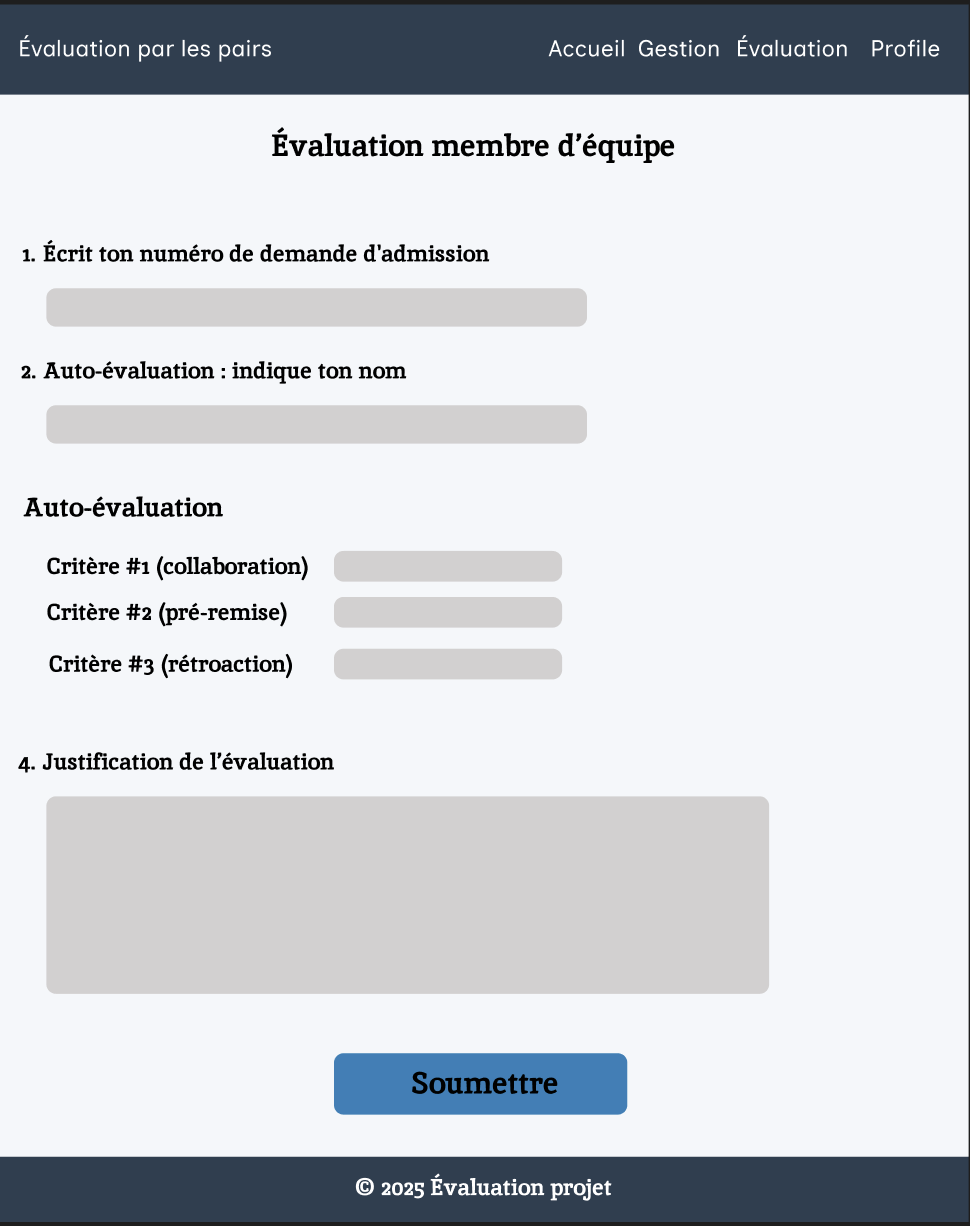 Évaluation par les pairs Accueil Gestion Évaluation Profile
Évaluation membre d’équipe
1. Écrit ton numéro de demande d'admission
2. Auto-évaluation : indique ton nom
Auto-évaluation
Critère #1 (collaboration)
Critère #2 (pré-remise)
Critère #3 (rétroaction)
4. Justification de l’évaluation
Soumettre
© 2025 Évaluation projet